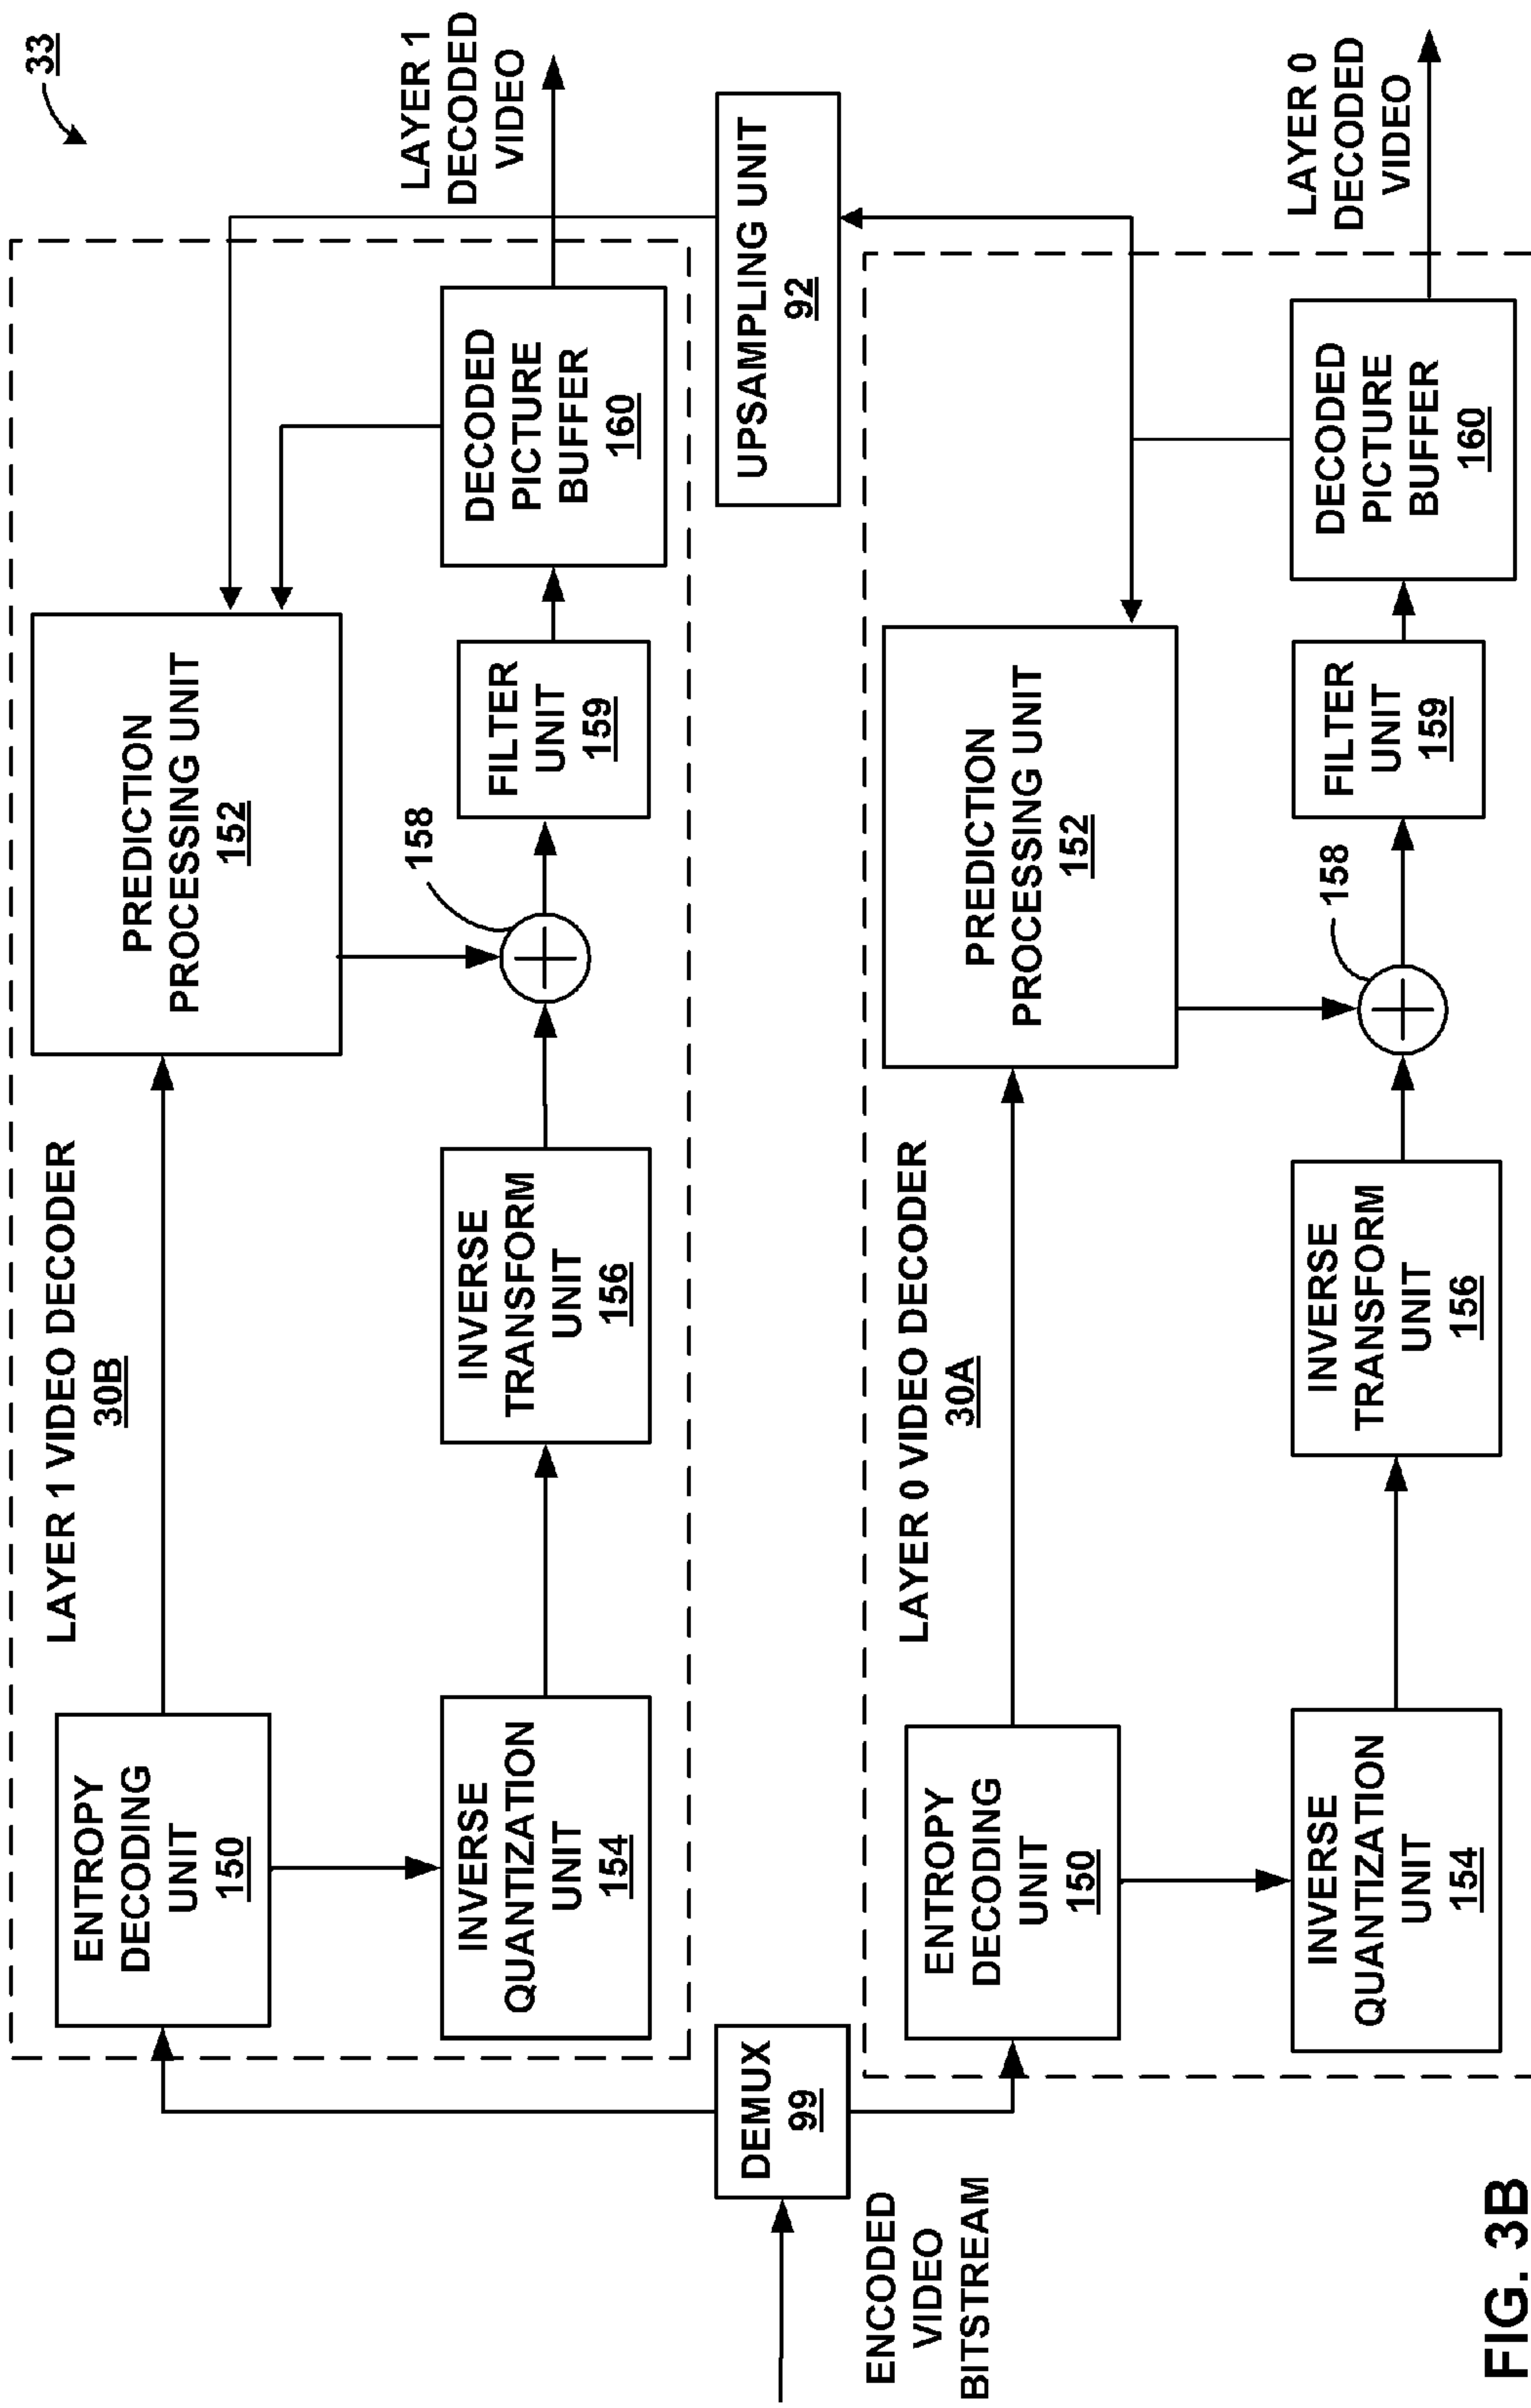 33
LAYER 1 VIDEO DECODER
30B
ENTROPY
DECODING
UNIT
150
PREDICTION
PROCESSING UNIT
152
LAYER 1
DECODED
VIDEO
INVERSE
QUANTIZATION
UNIT
154
INVERSE
TRANSFORM
UNIT
156
158
FILTER
UNIT
159
DECODED
PICTURE
BUFFER
160
DEMUX
99
UPSAMPLING UNIT
92
ENCODED
VIDEO
BITSTREAM
LAYER 0 VIDEO DECODER
30A
ENTROPY
DECODING
UNIT
150
PREDICTION
PROCESSING UNIT
152
LAYER 0
DECODED
VIDEO
INVERSE
QUANTIZATION
UNIT
154
INVERSE
TRANSFORM
UNIT
156
158
FILTER
UNIT
159
DECODED
PICTURE
BUFFER
160
FIG. 3B